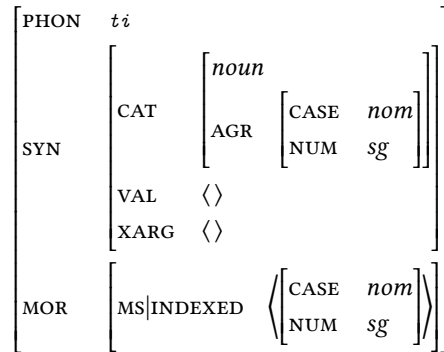 PHON ti
SYN
CAT noun
AGR CASE nom
NUM sg
VAL ⟨⟩
XARG ⟨⟩
MOR MS|INDEXED ⟨ CASE nom
NUM sg ⟩